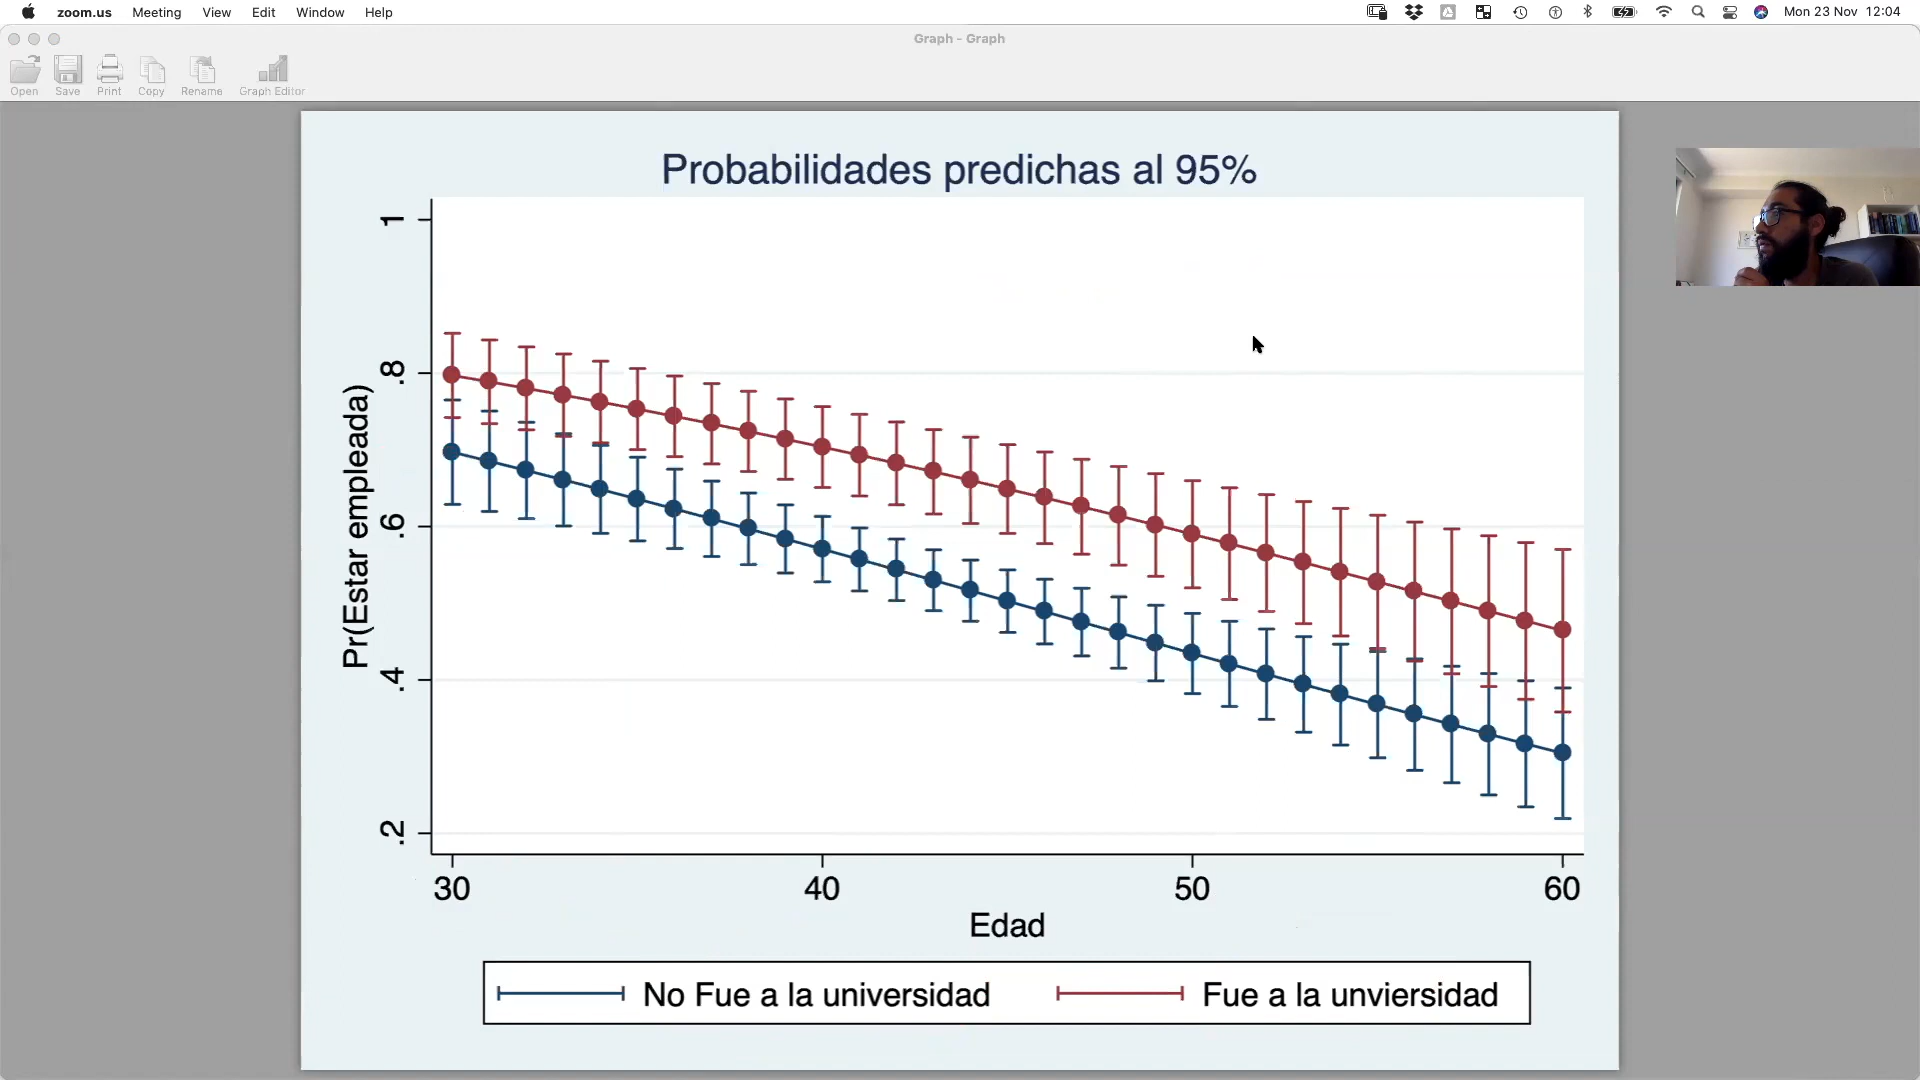 zoom.us Meeting View Edit Window Help Mon 23 Nov 12:04
Graph - Graph
Open Save Print Copy Rename Graph Editor
Probabilidades predichas al 95%
Pr(Estar empleada)
1
.8
.6
.4
.2
30 40 50 60
Edad
No Fue a la universidad Fue a la unviersidad